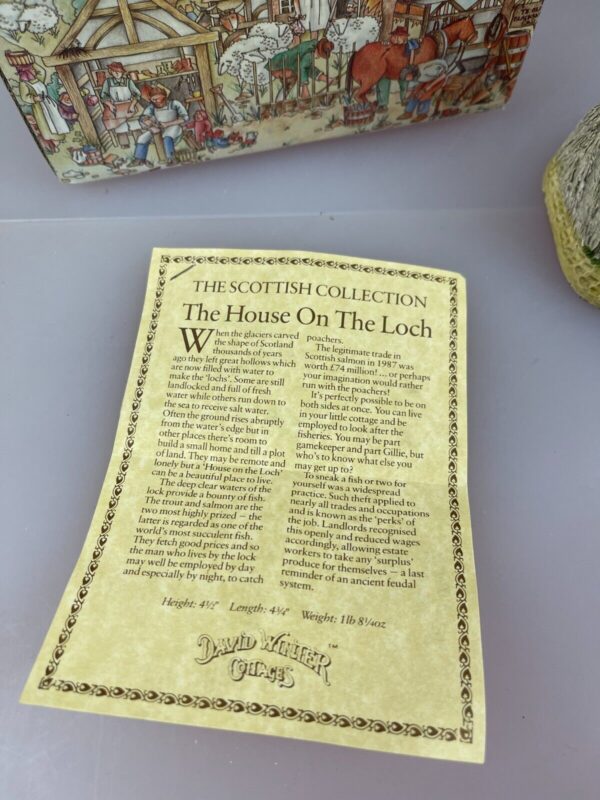 THE SCOTTISH COLLECTION
The House On The Loch
When the glaciers carved
the shape of Scotland
thousands of years
ago they left great hollows which
are now filled with water to
make the 'lochs'. Some are still
landlocked and full of fresh
water while others run down to
the sea to receive salt water.
Often the ground rises abruptly
from the water's edge but in
other places there's room to
build a small home and till a plot
of land. They may be remote and
lonely but a 'House on the Loch'
can be a beautiful place to live.
The deep clear waters of the
lock provide a bounty of fish.
The trout and salmon are the
two most highly prized — the
latter is regarded as one of the
world's most succulent fish.
They fetch good prices and so
the man who lives by the lock
may well be employed by day
and especially by night, to catch
poachers.
The legitimate trade in
Scottish salmon in 1987 was
worth £74 million! ... or perhaps
your imagination would rather
run with the poachers!
It's perfectly possible to be on
both sides at once. You can live
in your little cottage and be
employed to look after the
fisheries. You may be part
gamekeeper and part Gillie, but
who's to know what else you
may get up to?
To sneak a fish or two for
yourself was a widespread
practice. Such theft applied to
nearly all trades and occupations
and is known as the 'perks' of
the job. Landlords recognised
this openly and reduced wages
accordingly, allowing estate
workers to take any 'surplus'
produce for themselves — a last
reminder of an ancient feudal
system.
Height: 4½" Length: 4¾" Weight: 1lb 8¼oz
DAVID WINTER ™
COTTAGES